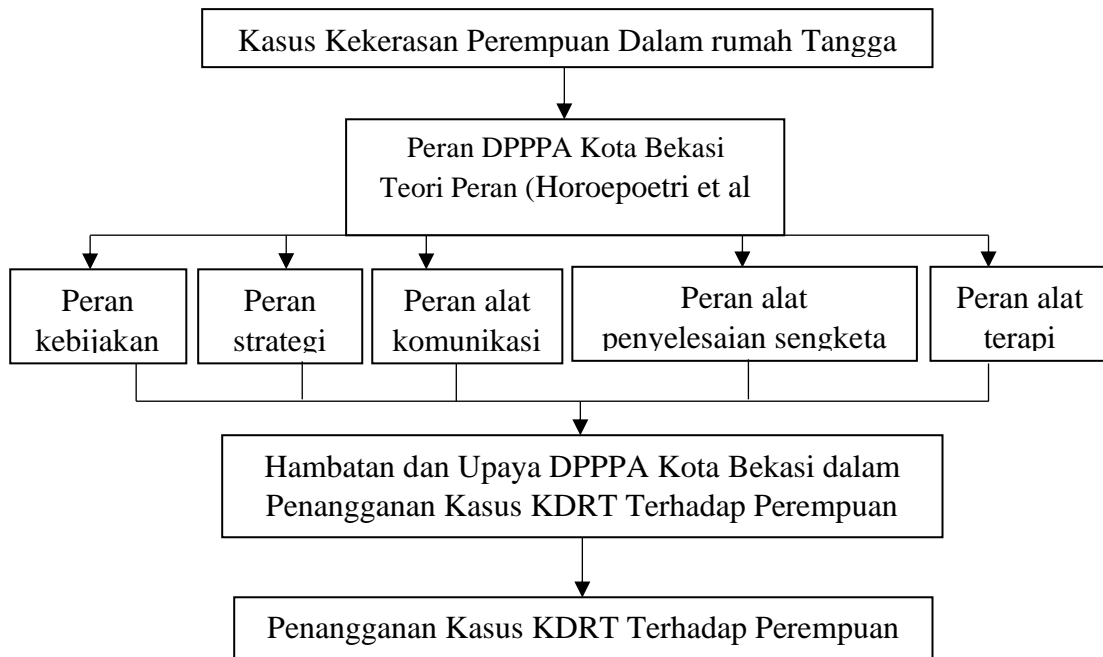 Kasus Kekerasan Perempuan Dalam rumah Tangga
Peran DPPPA Kota Bekasi
Teori Peran (Horoepoetri et al
Peran
kebijakan
Peran
strategi
Peran alat
komunikasi
Peran alat
penyelesaian sengketa
Peran alat
terapi
Hambatan dan Upaya DPPPA Kota Bekasi dalam
Penangganan Kasus KDRT Terhadap Perempuan
Penangganan Kasus KDRT Terhadap Perempuan